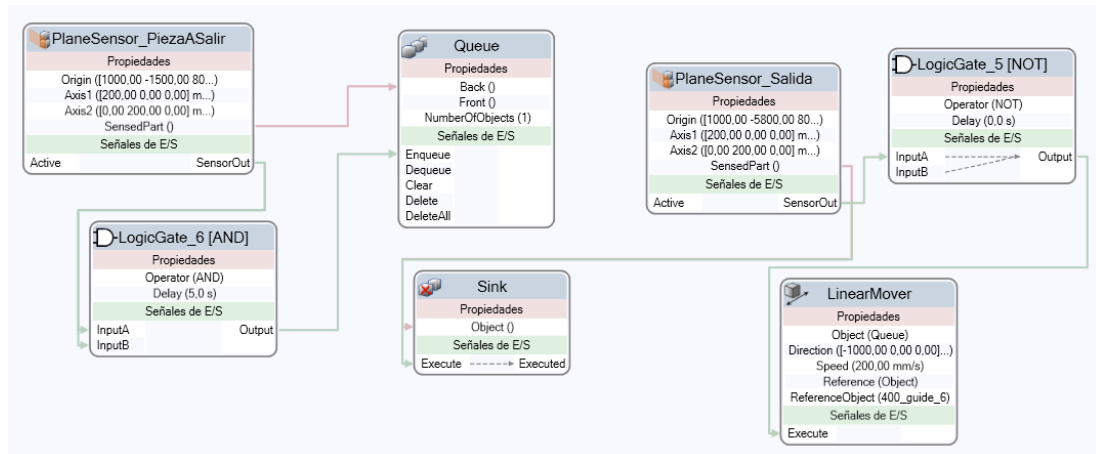 PlaneSensor_PiezaASalir
Propiedades
Origin ([1000,00 -1500,00 80...)
Axis1 ([200,00 0,00 0,00] m...)
Axis2 ([0,00 200,00 0,00] m...)
SensedPart ()
Señales de E/S
Active SensorOut
Queue
Propiedades
Back ()
Front ()
NumberOfObjects (1)
Señales de E/S
Enqueue
Dequeue
Clear
Delete
DeleteAll
PlaneSensor_Salida
Propiedades
Origin ([1000,00 -5800,00 80...)
Axis1 ([200,00 0,00 0,00] m...)
Axis2 ([0,00 200,00 0,00] m...)
SensedPart ()
Señales de E/S
Active SensorOut
LogicGate_5 [NOT]
Propiedades
Operator (NOT)
Delay (0,0 s)
Señales de E/S
InputA Output
InputB
LogicGate_6 [AND]
Propiedades
Operator (AND)
Delay (5,0 s)
Señales de E/S
InputA Output
InputB
Sink
Propiedades
Object ()
Señales de E/S
Execute Executed
LinearMover
Propiedades
Object (Queue)
Direction ([-1000,00 0,00 0,00]...)
Speed (200,00 mm/s)
Reference (Object)
ReferenceObject (400_guide_6)
Señales de E/S
Execute